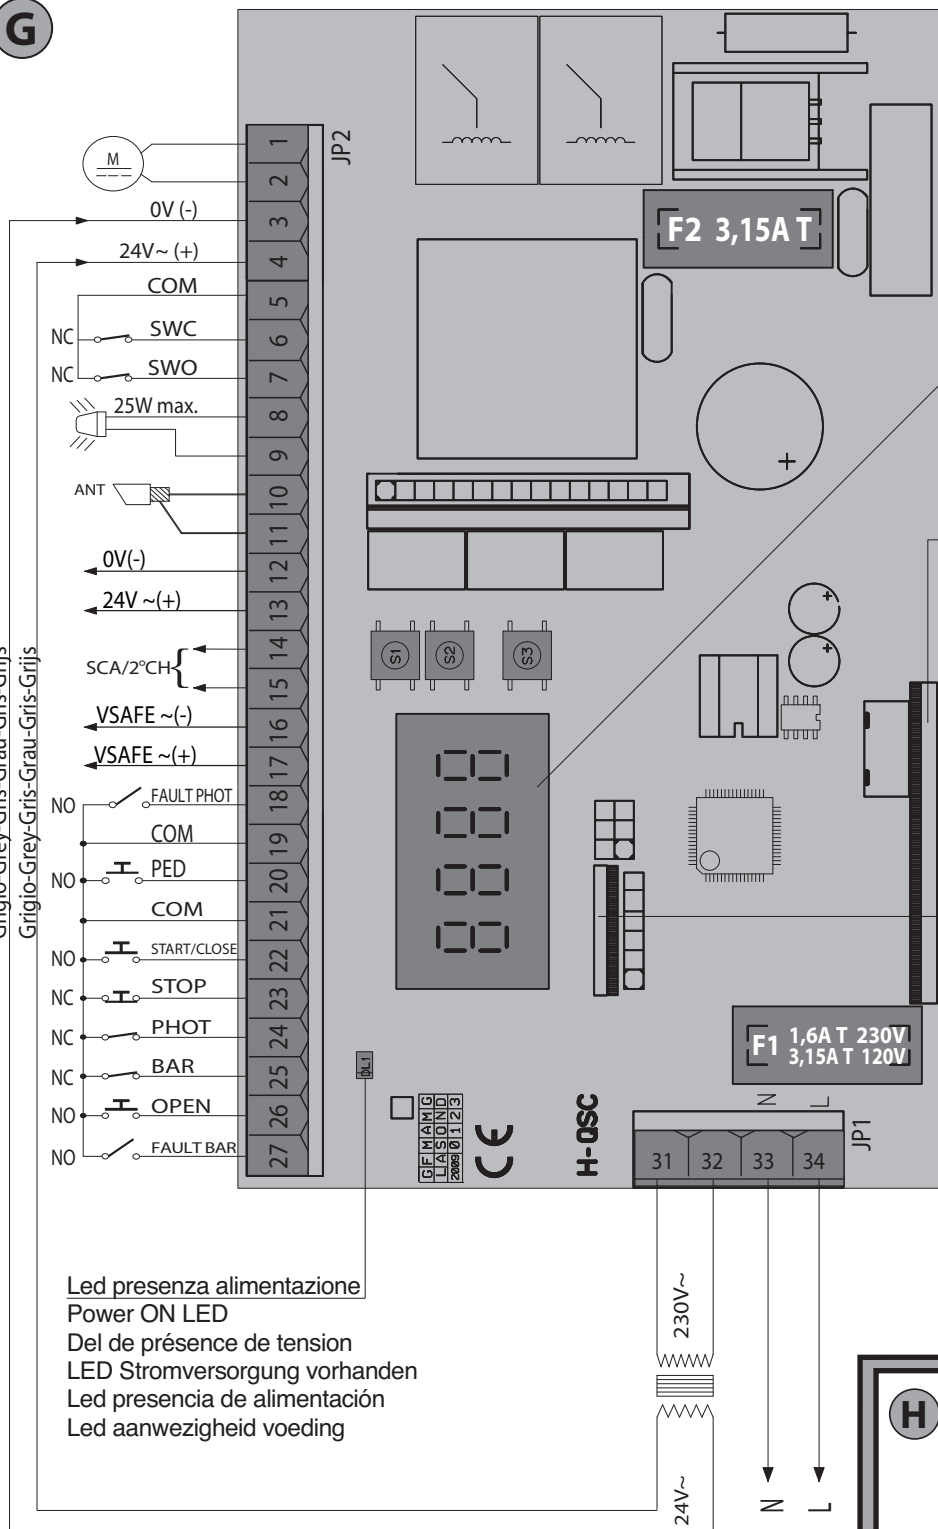 G
M
0V (-)
24V~ (+)
COM
NC SWC
NC SWO
25W max.
ANT
0V(-)
24V ~(+)
SCA/2°CH
VSAFE ~(-)
VSAFE ~(+)
NO FAULT PHOT
COM
NO PED
COM
NO START/CLOSE
NC STOP
NC PHOT
NC BAR
NO OPEN
NO FAULT BAR
Grigio-Grey-Gris-Grau-Gris-Grijs
Grigio-Grey-Gris-Grau-Gris-Grijs
1
2
3
4
5
6
7
8
9
10
11
12
13
14
15
16
17
18
19
20
21
22
23
24
25
26
27
JP2
F2 3,15A T
+
+
+
S1 S2 S3
F1 1,6A T 230V
3,15A T 120V
DL1
G F M A M G
L A S O N D
2009 0 1 2 3
CE
H-QSC
N L
31 32 33 34
JP1
Led presenza alimentazione
Power ON LED
Del de présence de tension
LED Stromversorgung vorhanden
Led presencia de alimentación
Led aanwezigheid voeding
230V~
24V~
N L
H